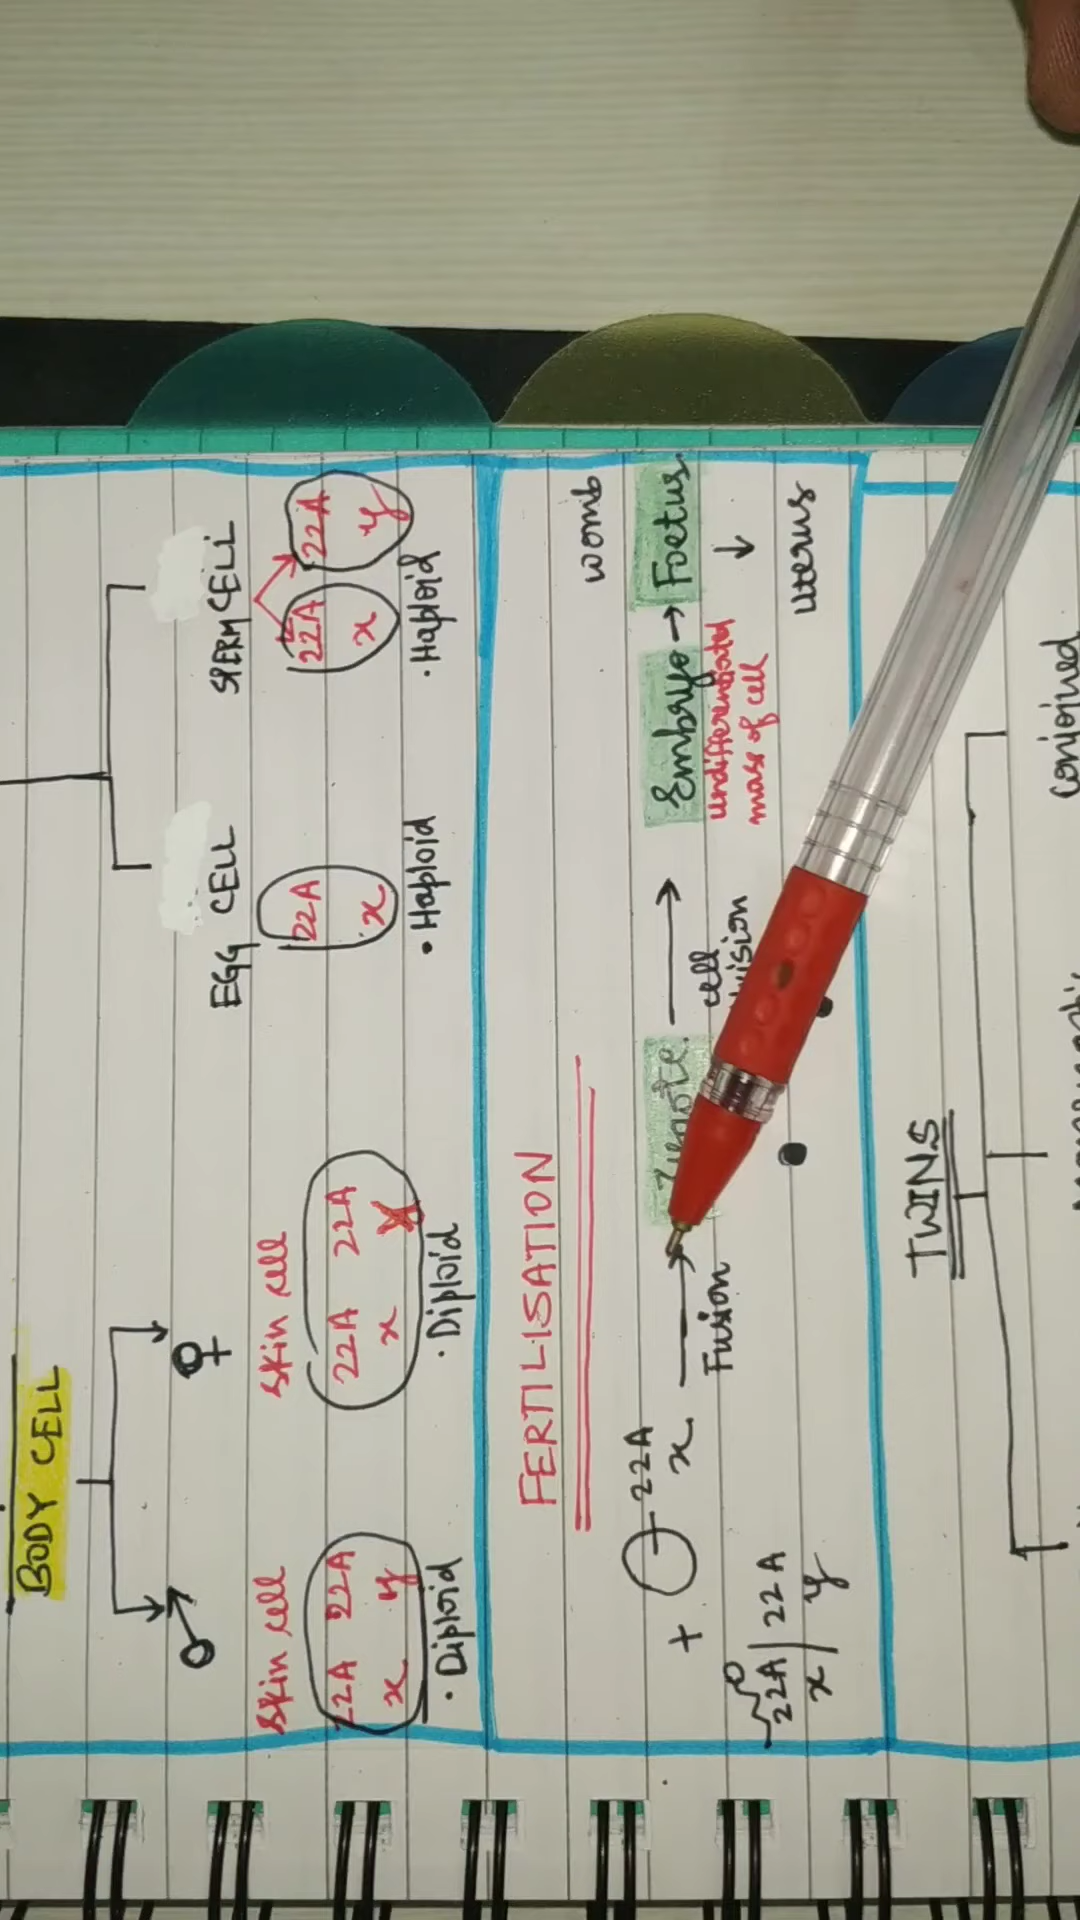 BODY CELL
EGG CELL
SPERM CELL
Skin cell
Skin cell
22A 22A
x y
22A 22A
x x
22A
x
22A
x
22A
y
. Diploid
. Diploid
• Haploid
. Haploid
FERTILISATION
womb
+
22A
x
Fusion
Zygote
cell
Embryo → Foetus
mass of cell
22A | 22A
x | y
uterus
TWINS
Conjoined